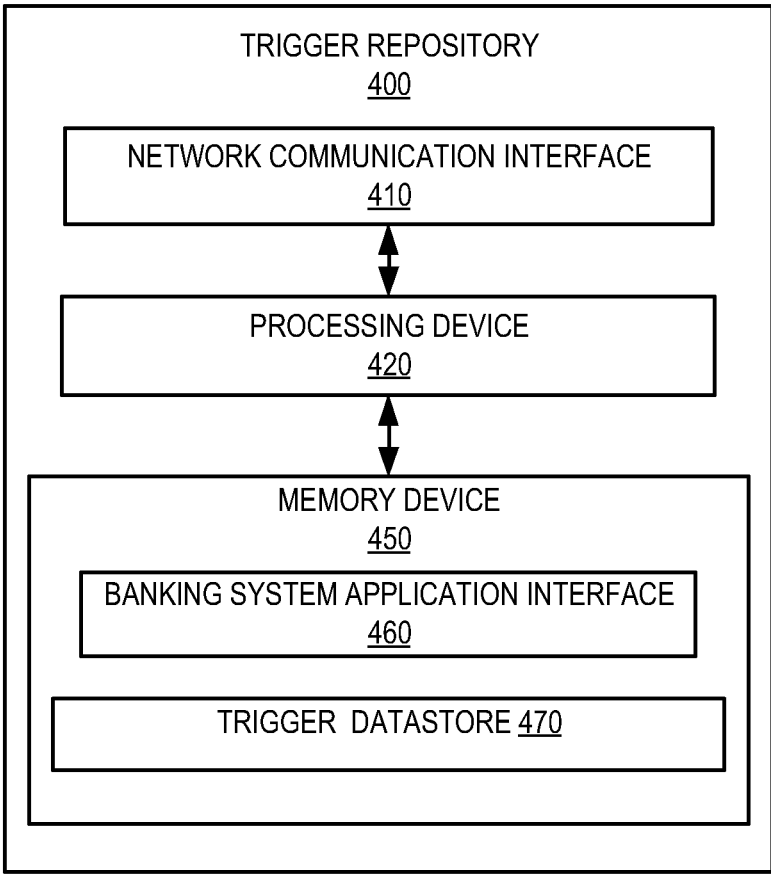 TRIGGER REPOSITORY
400
NETWORK COMMUNICATION INTERFACE
410
PROCESSING DEVICE
420
MEMORY DEVICE
450
BANKING SYSTEM APPLICATION INTERFACE
460
TRIGGER DATASTORE 470